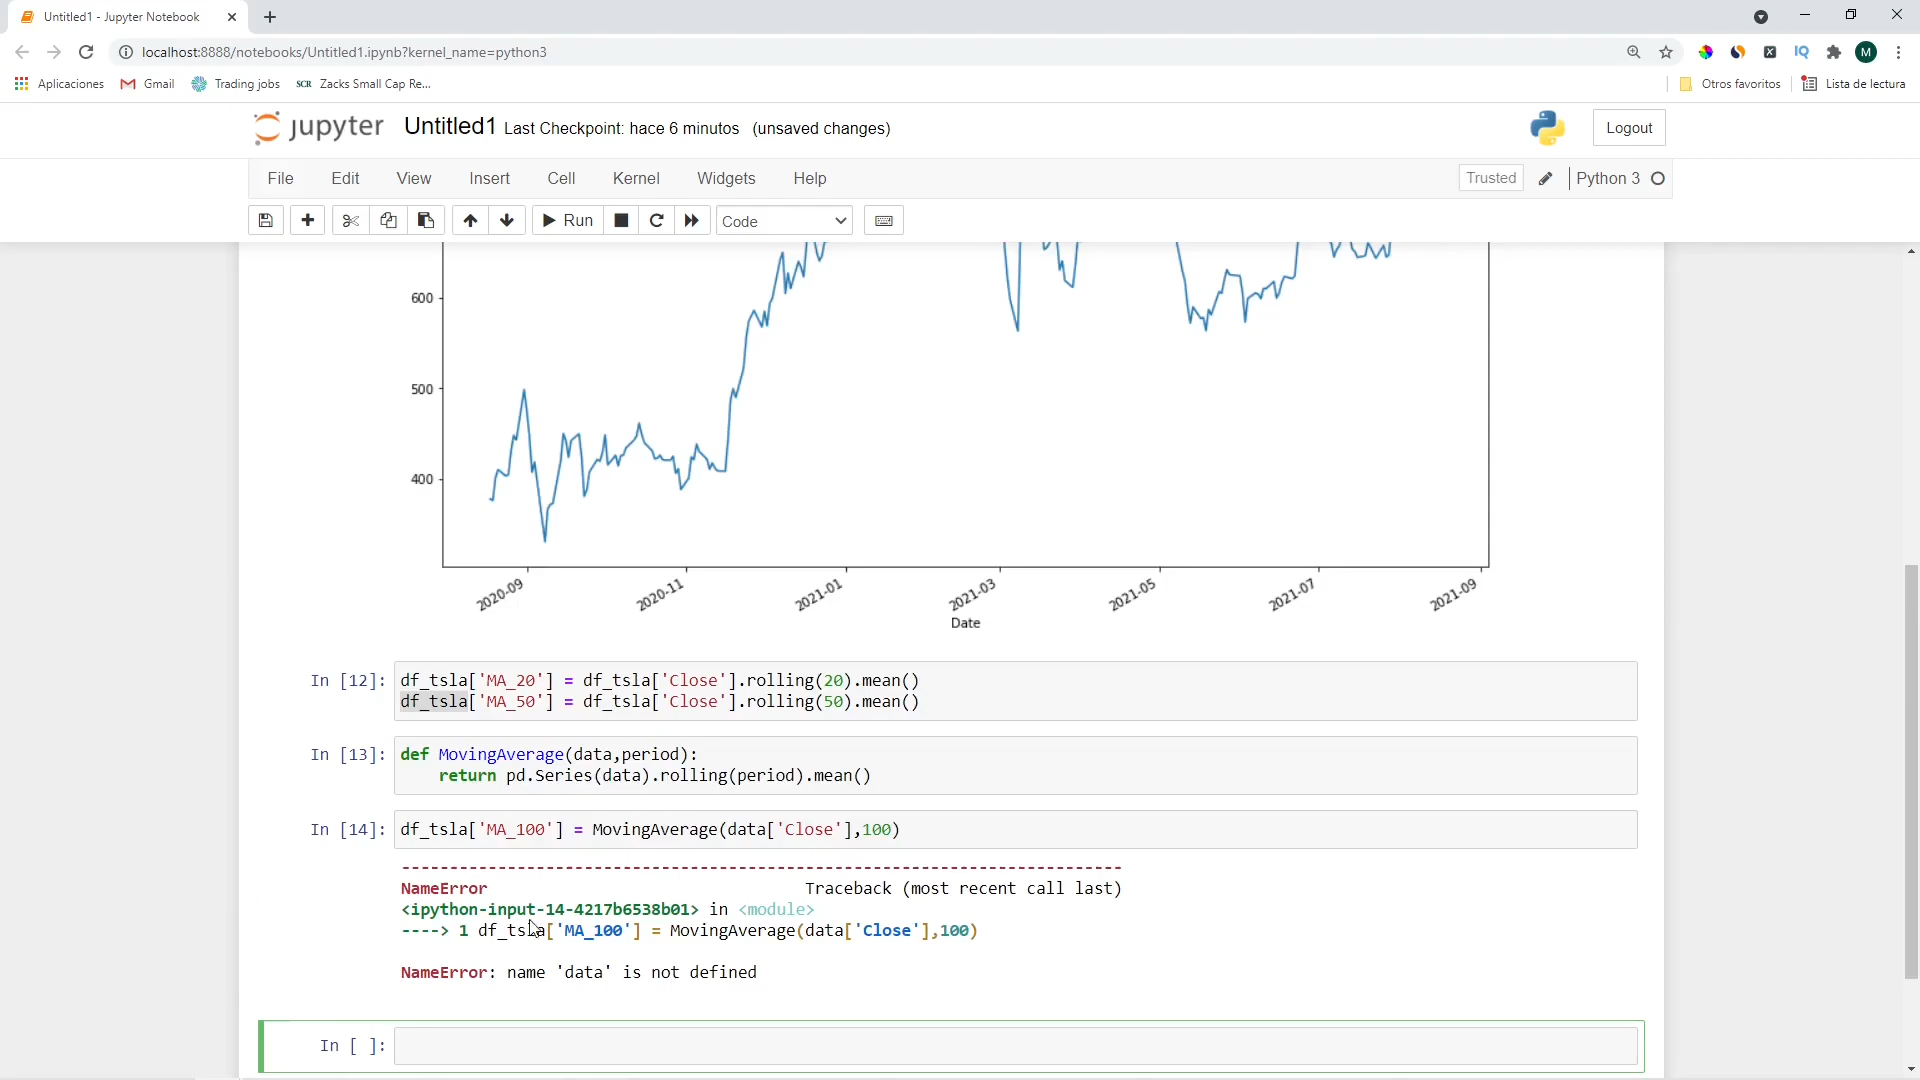 Untitled1 - Jupyter Notebook
localhost:8888/notebooks/Untitled1.ipynb?kernel_name=python3
M
Aplicaciones
Gmail
Trading jobs
SCR Zacks Small Cap Re...
Otros favoritos
Lista de lectura
jupyter Untitled1 Last Checkpoint: hace 6 minutos (unsaved changes)
Logout
File Edit View Insert Cell Kernel Widgets Help
Trusted
Python 3
Run
Code
600
500
400
2020-09 2020-11 2021-01 2021-03 2021-05 2021-07 2021-09
Date
In [12]: df_tsla['MA_20'] = df_tsla['Close'].rolling(20).mean()
df_tsla['MA_50'] = df_tsla['Close'].rolling(50).mean()
In [13]: def MovingAverage(data,period):
return pd.Series(data).rolling(period).mean()
In [14]: df_tsla['MA_100'] = MovingAverage(data['Close'],100)
---------------------------------------------------------------------------
NameError Traceback (most recent call last)
<ipython-input-14-4217b6538b01> in <module>
----> 1 df_tsla['MA_100'] = MovingAverage(data['Close'],100)
NameError: name 'data' is not defined
In [ ]: